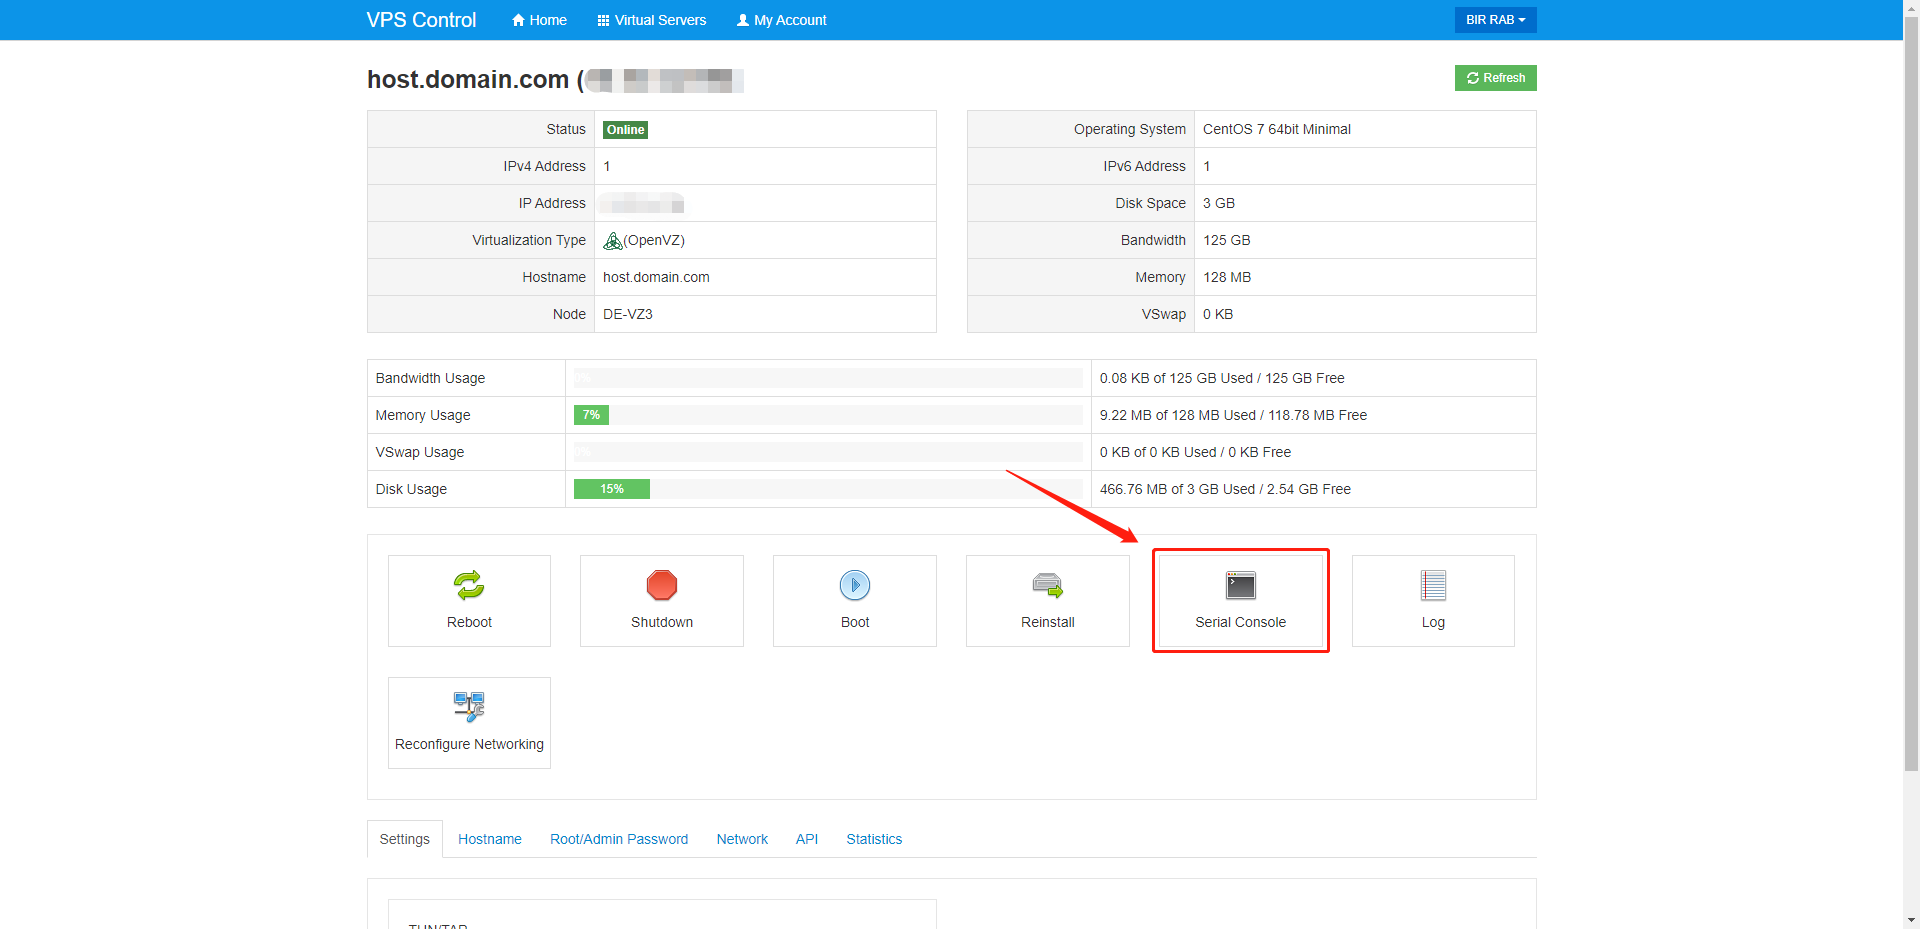 VPS Control Home Virtual Servers My Account BIR RAB
host.domain.com (
Refresh
Status Online
Operating System CentOS 7 64bit Minimal
IPv4 Address 1
IPv6 Address 1
IP Address
Disk Space 3 GB
Virtualization Type (OpenVZ)
Bandwidth 125 GB
Hostname host.domain.com
Memory 128 MB
Node DE-VZ3
VSwap 0 KB
Bandwidth Usage 0% 0.08 KB of 125 GB Used / 125 GB Free
Memory Usage 7% 9.22 MB of 128 MB Used / 118.78 MB Free
VSwap Usage 0% 0 KB of 0 KB Used / 0 KB Free
Disk Usage 15% 466.76 MB of 3 GB Used / 2.54 GB Free
Reboot Shutdown Boot Reinstall Serial Console Log
Reconfigure Networking
Settings Hostname Root/Admin Password Network API Statistics
TUN/TAP